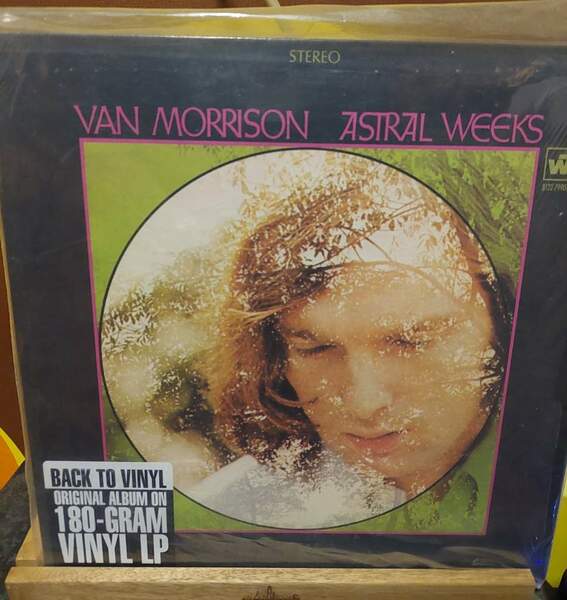 STEREO
VAN MORRISON ASTRAL WEEKS
W
BACK TO VINYL
ORIGINAL ALBUM ON
180-GRAM
VINYL LP